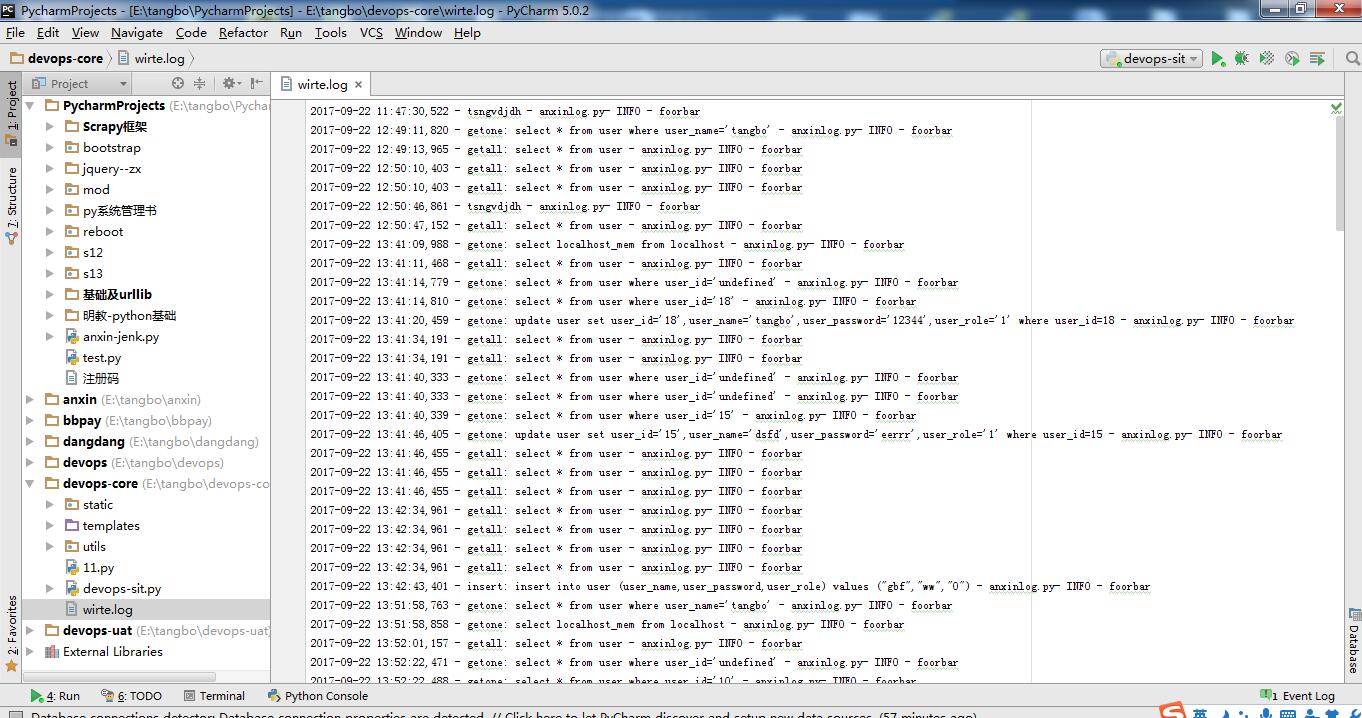 PycharmProjects - [E:\tangbo\PycharmProjects] - E:\tangbo\devops-core\wirte.log - PyCharm 5.0.2
File Edit View Navigate Code Refactor Run Tools VCS Window Help
devops-core wirte.log devops-sit
Project wirte.log
1: Project
7: Structure
2: Favorites
PycharmProjects (E:\tangbo\Pychar
Scrapy框架
bootstrap
jquery--zx
mod
py系统管理书
reboot
s12
s13
基础及urllib
明教-python基础
anxin-jenk.py
test.py
注册码
anxin (E:\tangbo\anxin)
bbpay (E:\tangbo\bbpay)
dangdang (E:\tangbo\dangdang)
devops (E:\tangbo\devops)
devops-core (E:\tangbo\devops-co
static
templates
utils
11.py
devops-sit.py
wirte.log
devops-uat (E:\tangbo\devops-uat)
External Libraries
2017-09-22 11:47:30,522 - tsngvdjdh - anxinlog.py- INFO - foorbar
2017-09-22 12:49:11,820 - getone: select * from user where user_name='tangbo' - anxinlog.py- INFO - foorbar
2017-09-22 12:49:13,965 - getall: select * from user - anxinlog.py- INFO - foorbar
2017-09-22 12:50:10,403 - getall: select * from user - anxinlog.py- INFO - foorbar
2017-09-22 12:50:10,403 - getall: select * from user - anxinlog.py- INFO - foorbar
2017-09-22 12:50:46,861 - tsngvdjdh - anxinlog.py- INFO - foorbar
2017-09-22 12:50:47,152 - getall: select * from user - anxinlog.py- INFO - foorbar
2017-09-22 13:41:09,988 - getone: select localhost_mem from localhost - anxinlog.py- INFO - foorbar
2017-09-22 13:41:11,468 - getall: select * from user - anxinlog.py- INFO - foorbar
2017-09-22 13:41:14,779 - getone: select * from user where user_id='undefined' - anxinlog.py- INFO - foorbar
2017-09-22 13:41:14,810 - getone: select * from user where user_id='18' - anxinlog.py- INFO - foorbar
2017-09-22 13:41:20,459 - getone: update user set user_id='18',user_name='tangbo',user_password='12344',user_role='1' where user_id=18 - anxinlog.py- INFO - foorbar
2017-09-22 13:41:34,191 - getall: select * from user - anxinlog.py- INFO - foorbar
2017-09-22 13:41:34,191 - getall: select * from user - anxinlog.py- INFO - foorbar
2017-09-22 13:41:40,333 - getone: select * from user where user_id='undefined' - anxinlog.py- INFO - foorbar
2017-09-22 13:41:40,333 - getone: select * from user where user_id='undefined' - anxinlog.py- INFO - foorbar
2017-09-22 13:41:40,339 - getone: select * from user where user_id='15' - anxinlog.py- INFO - foorbar
2017-09-22 13:41:46,405 - getone: update user set user_id='15',user_name='dsfd',user_password='eerrr',user_role='1' where user_id=15 - anxinlog.py- INFO - foorbar
2017-09-22 13:41:46,455 - getall: select * from user - anxinlog.py- INFO - foorbar
2017-09-22 13:41:46,455 - getall: select * from user - anxinlog.py- INFO - foorbar
2017-09-22 13:41:46,455 - getall: select * from user - anxinlog.py- INFO - foorbar
2017-09-22 13:42:34,961 - getall: select * from user - anxinlog.py- INFO - foorbar
2017-09-22 13:42:34,961 - getall: select * from user - anxinlog.py- INFO - foorbar
2017-09-22 13:42:34,961 - getall: select * from user - anxinlog.py- INFO - foorbar
2017-09-22 13:42:34,961 - getall: select * from user - anxinlog.py- INFO - foorbar
2017-09-22 13:42:43,401 - insert: insert into user (user_name,user_password,user_role) values ("gbf","ww","0") - anxinlog.py- INFO - foorbar
2017-09-22 13:51:58,763 - getone: select * from user where user_name='tangbo' - anxinlog.py- INFO - foorbar
2017-09-22 13:51:58,858 - getone: select localhost_mem from localhost - anxinlog.py- INFO - foorbar
2017-09-22 13:52:01,157 - getall: select * from user - anxinlog.py- INFO - foorbar
2017-09-22 13:52:22,471 - getone: select * from user where user_id='undefined' - anxinlog.py- INFO - foorbar
2017-09-22 13:52:22,488 - getone: select * from user where user_id='10' - anxinlog.py- INFO - foorbar
Database
4: Run 6: TODO Terminal Python Console 1 Event Log
Database connections detector: Database connection properties are detected. // Click here to let PyCharm discover and setup new data sources. (57 minutes ago)
英